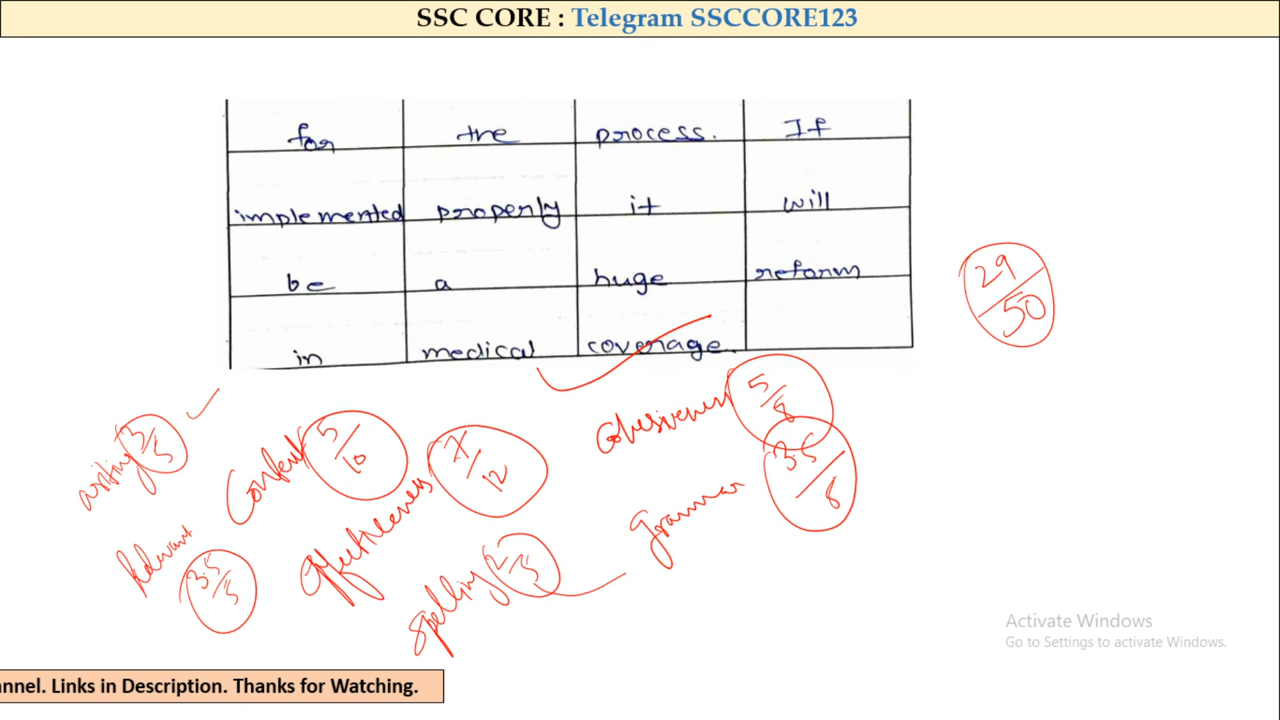 SSC CORE : Telegram SSCCORE123
for the process. If
implemented properly it will
be a huge reform
in medical coverage.
29/50
writing 3/5
Content 5/10
effectiveness 7/12
Cohesiveness 5/8
Relevant 3.5/5
Spelling 2/5
grammar 3.5/8
Activate Windows
Go to Settings to activate Windows.
annel. Links in Description. Thanks for Watching.